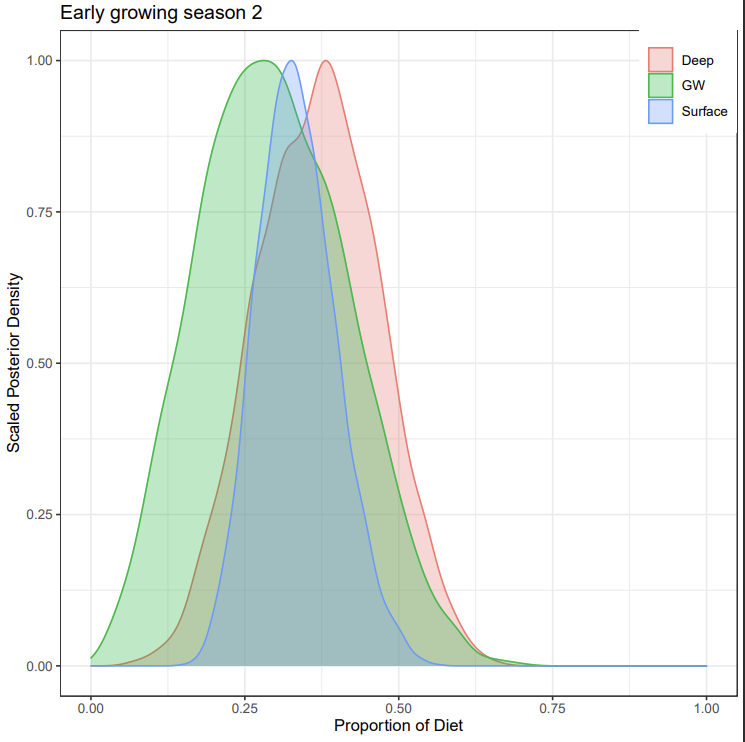 Early growing season 2
Deep
GW
Surface
1.00
0.75
0.50
0.25
0.00
Scaled Posterior Density
0.00 0.25 0.50 0.75 1.00
Proportion of Diet